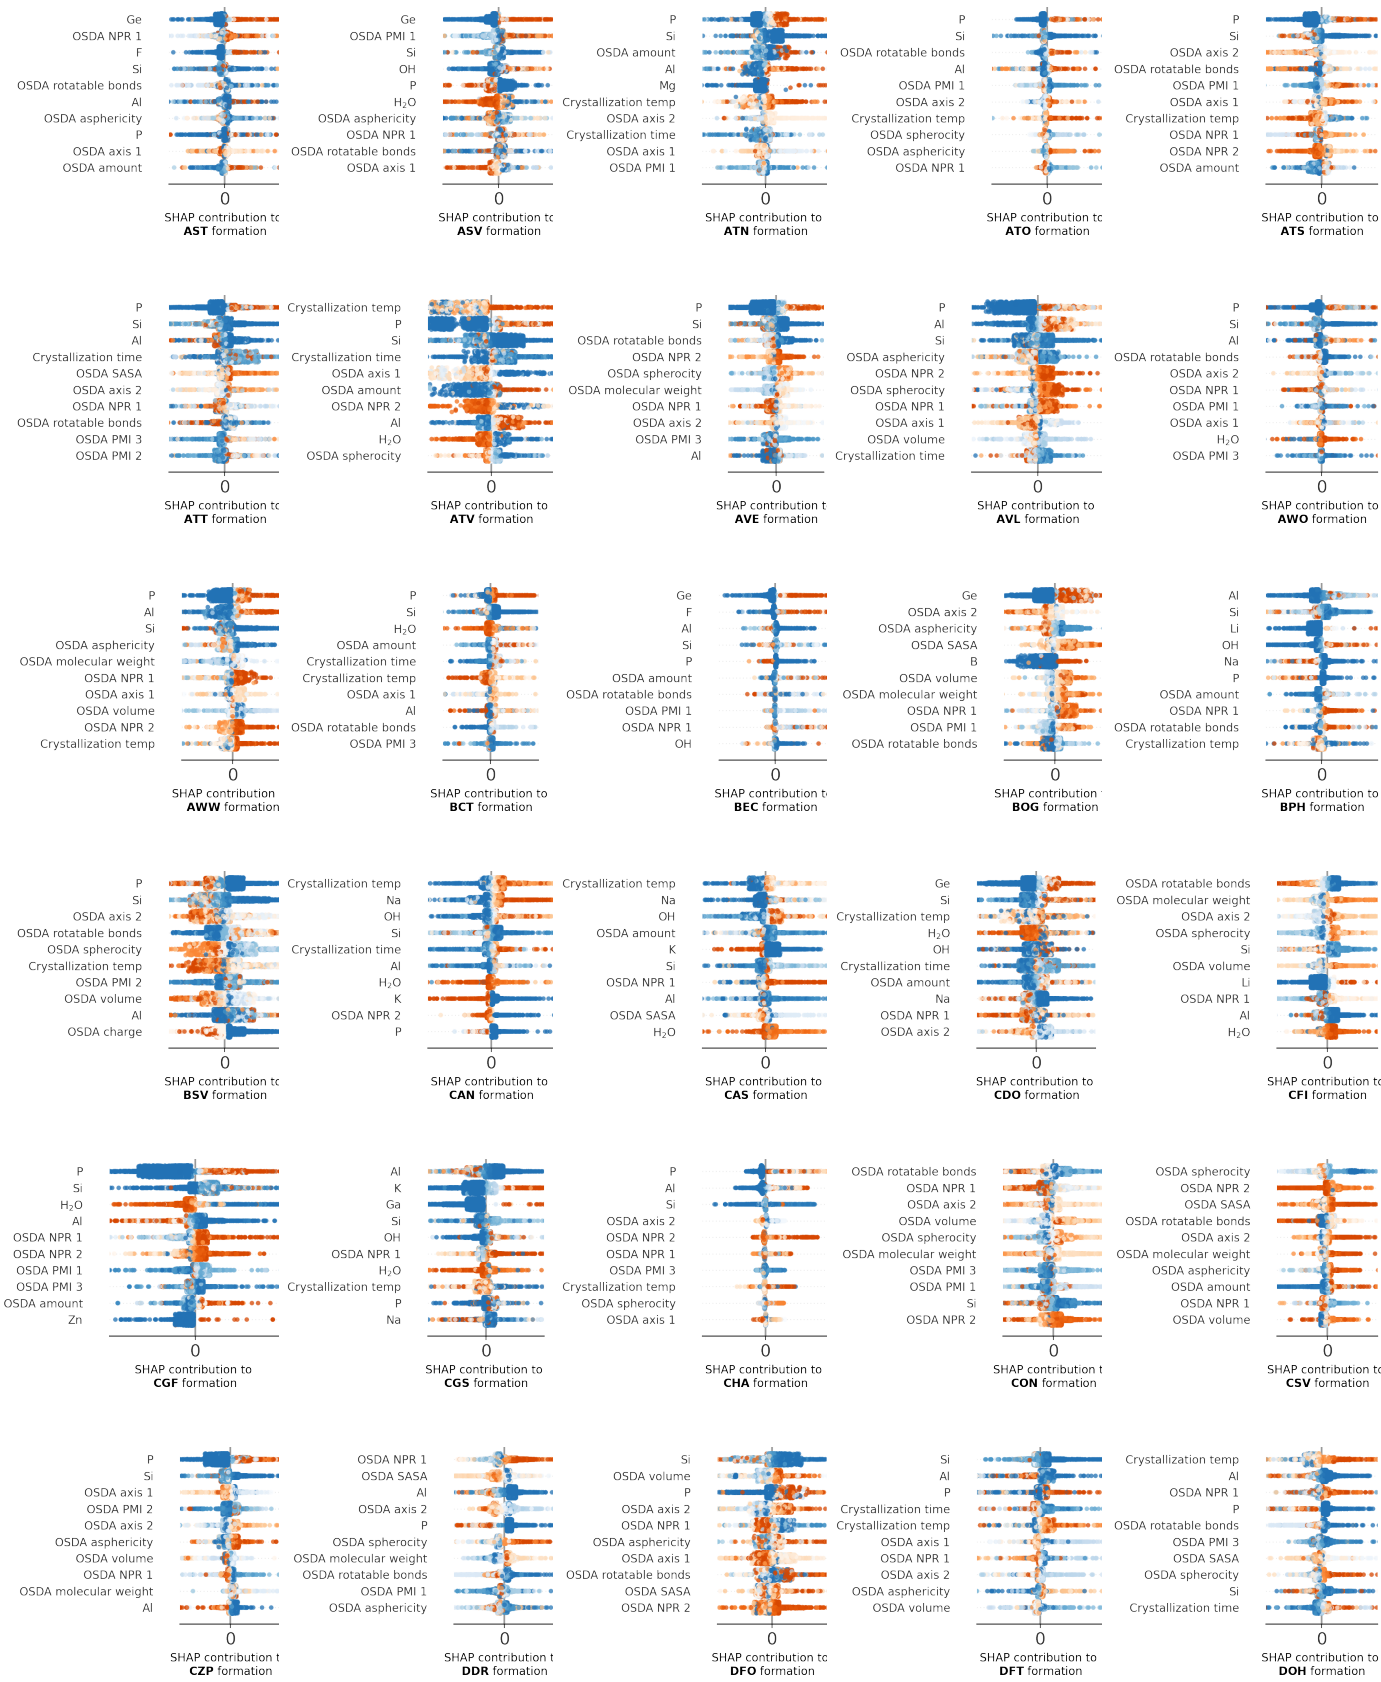 Ge
OSDA NPR 1
F
Si
OSDA rotatable bonds
Al
OSDA asphericity
P
OSDA axis 1
OSDA amount
0
SHAP contribution to
AST formation
Ge
OSDA PMI 1
Si
OH
P
H₂O
OSDA asphericity
OSDA NPR 1
OSDA rotatable bonds
OSDA axis 1
0
SHAP contribution to
ASV formation
P
Si
OSDA amount
Al
Mg
Crystallization temp
OSDA axis 2
Crystallization time
OSDA axis 1
OSDA PMI 1
0
SHAP contribution to
ATN formation
P
Si
OSDA rotatable bonds
Al
OSDA PMI 1
OSDA axis 2
Crystallization temp
OSDA spherocity
OSDA asphericity
OSDA NPR 1
0
SHAP contribution to
ATO formation
P
Si
OSDA axis 2
OSDA rotatable bonds
OSDA PMI 1
OSDA axis 1
Crystallization temp
OSDA NPR 1
OSDA NPR 2
OSDA amount
0
SHAP contribution to
ATS formation
P
Si
Al
Crystallization time
OSDA SASA
OSDA axis 2
OSDA NPR 1
OSDA rotatable bonds
OSDA PMI 3
OSDA PMI 2
0
SHAP contribution to
ATT formation
Crystallization temp
P
Si
Crystallization time
OSDA axis 1
OSDA amount
OSDA NPR 2
Al
H₂O
OSDA spherocity
0
SHAP contribution to
ATV formation
P
Si
OSDA rotatable bonds
OSDA NPR 2
OSDA spherocity
OSDA molecular weight
OSDA NPR 1
OSDA axis 2
OSDA PMI 3
Al
0
SHAP contribution t
AVE formation
P
Al
Si
OSDA asphericity
OSDA NPR 2
OSDA spherocity
OSDA NPR 1
OSDA axis 1
OSDA volume
Crystallization time
0
SHAP contribution to
AVL formation
P
Si
Al
OSDA rotatable bonds
OSDA axis 2
OSDA NPR 1
OSDA PMI 1
OSDA axis 1
H₂O
OSDA PMI 3
0
SHAP contribution to
AWO formation
P
Al
Si
OSDA asphericity
OSDA molecular weight
OSDA NPR 1
OSDA axis 1
OSDA volume
OSDA NPR 2
Crystallization temp
0
SHAP contribution
AWW formation
P
Si
H₂O
OSDA amount
Crystallization time
Crystallization temp
OSDA axis 1
Al
OSDA rotatable bonds
OSDA PMI 3
0
SHAP contribution to
BCT formation
Ge
F
Al
Si
P
OSDA amount
OSDA rotatable bonds
OSDA PMI 1
OSDA NPR 1
OH
0
SHAP contribution t
BEC formation
Ge
OSDA axis 2
OSDA asphericity
OSDA SASA
B
OSDA volume
OSDA molecular weight
OSDA NPR 1
OSDA PMI 1
OSDA rotatable bonds
0
SHAP contribution
BOG formation
Al
Si
Li
OH
Na
P
OSDA amount
OSDA NPR 1
OSDA rotatable bonds
Crystallization temp
0
SHAP contribution to
BPH formation
P
Si
OSDA axis 2
OSDA rotatable bonds
OSDA spherocity
Crystallization temp
OSDA PMI 2
OSDA volume
Al
OSDA charge
0
SHAP contribution to
BSV formation
Crystallization temp
Na
OH
Si
Crystallization time
Al
H₂O
K
OSDA NPR 2
P
0
SHAP contribution to
CAN formation
Crystallization temp
Na
OH
OSDA amount
K
Si
OSDA NPR 1
Al
OSDA SASA
H₂O
0
SHAP contribution to
CAS formation
Ge
Si
Crystallization temp
H₂O
OH
Crystallization time
OSDA amount
Na
OSDA NPR 1
OSDA axis 2
0
SHAP contribution to
CDO formation
OSDA rotatable bonds
OSDA molecular weight
OSDA axis 2
OSDA spherocity
Si
OSDA volume
Li
OSDA NPR 1
Al
H₂O
0
SHAP contribution to
CFI formation
P
Si
H₂O
Al
OSDA NPR 1
OSDA NPR 2
OSDA PMI 1
OSDA PMI 3
OSDA amount
Zn
0
SHAP contribution to
CGF formation
Al
K
Ga
Si
OH
OSDA NPR 1
H₂O
Crystallization temp
P
Na
0
SHAP contribution to
CGS formation
P
Al
Si
OSDA axis 2
OSDA NPR 2
OSDA NPR 1
OSDA PMI 3
Crystallization temp
OSDA spherocity
OSDA axis 1
0
SHAP contribution to
CHA formation
OSDA rotatable bonds
OSDA NPR 1
OSDA axis 2
OSDA volume
OSDA spherocity
OSDA molecular weight
OSDA PMI 3
OSDA PMI 1
Si
OSDA NPR 2
0
SHAP contribution t
CON formation
OSDA spherocity
OSDA NPR 2
OSDA SASA
OSDA rotatable bonds
OSDA axis 2
OSDA molecular weight
OSDA asphericity
OSDA amount
OSDA NPR 1
OSDA volume
0
SHAP contribution to
CSV formation
P
Si
OSDA axis 1
OSDA PMI 2
OSDA axis 2
OSDA asphericity
OSDA volume
OSDA NPR 1
OSDA molecular weight
Al
0
SHAP contribution t
CZP formation
OSDA NPR 1
OSDA SASA
Al
OSDA axis 2
P
OSDA spherocity
OSDA molecular weight
OSDA rotatable bonds
OSDA PMI 1
OSDA asphericity
0
SHAP contribution t
DDR formation
Si
OSDA volume
P
OSDA axis 2
OSDA NPR 1
OSDA asphericity
OSDA axis 1
OSDA rotatable bonds
OSDA SASA
OSDA NPR 2
0
SHAP contribution to
DFO formation
Si
Al
P
Crystallization time
Crystallization temp
OSDA axis 1
OSDA NPR 1
OSDA axis 2
OSDA asphericity
OSDA volume
0
SHAP contribution to
DFT formation
Crystallization temp
Al
OSDA NPR 1
P
OSDA rotatable bonds
OSDA PMI 3
OSDA SASA
OSDA spherocity
Si
Crystallization time
0
SHAP contribution to
DOH formation